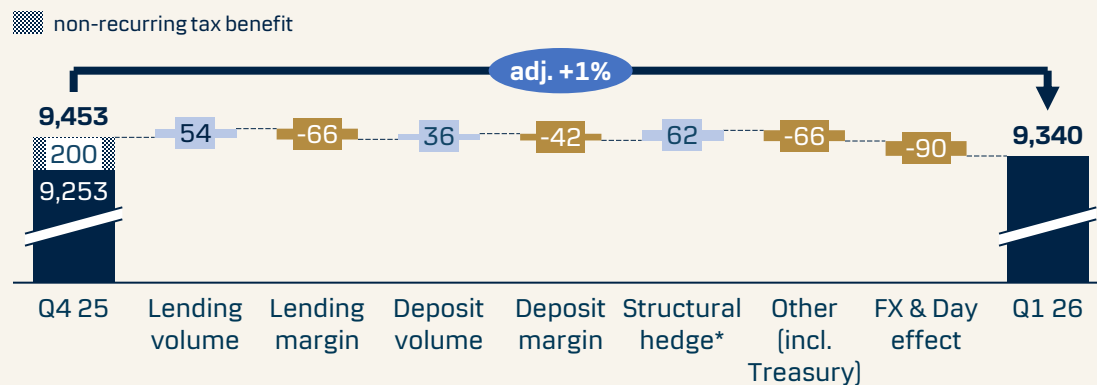 non-recurring tax benefit
adj. +1%
9,453
200
9,253
54
-66
36
-42
62
-66
-90
9,340
Q4 25
Lending
volume
Lending
margin
Deposit
volume
Deposit
margin
Structural
hedge*
Other
(incl.
Treasury)
FX & Day
effect
Q1 26